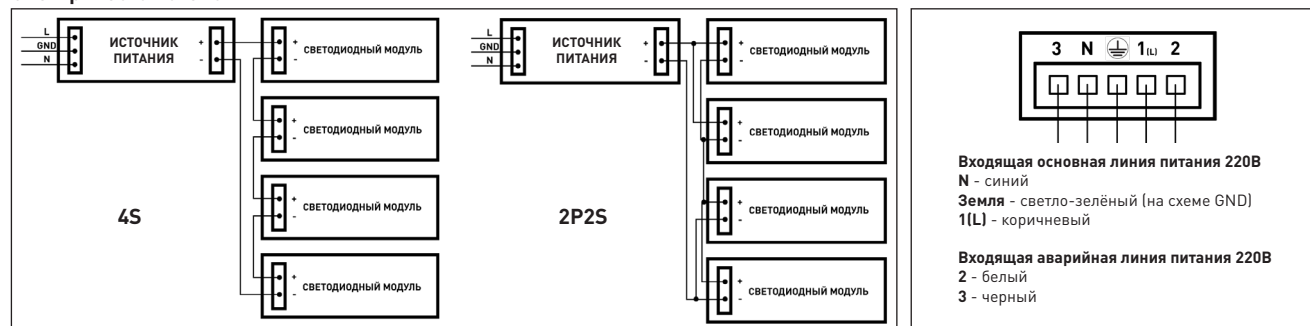 L
GND
N
ИСТОЧНИК
ПИТАНИЯ
+
-
+
-
СВЕТОДИОДНЫЙ МОДУЛЬ
+
-
СВЕТОДИОДНЫЙ МОДУЛЬ
4S
+
-
СВЕТОДИОДНЫЙ МОДУЛЬ
+
-
СВЕТОДИОДНЫЙ МОДУЛЬ
L
GND
N
ИСТОЧНИК
ПИТАНИЯ
+
-
+
-
СВЕТОДИОДНЫЙ МОДУЛЬ
+
-
СВЕТОДИОДНЫЙ МОДУЛЬ
2P2S
+
-
СВЕТОДИОДНЫЙ МОДУЛЬ
+
-
СВЕТОДИОДНЫЙ МОДУЛЬ
3 N 1(L) 2
Входящая основная линия питания 220В
N - синий
Земля - светло-зелёный (на схеме GND)
1(L) - коричневый
Входящая аварийная линия питания 220В
2 - белый
3 - черный